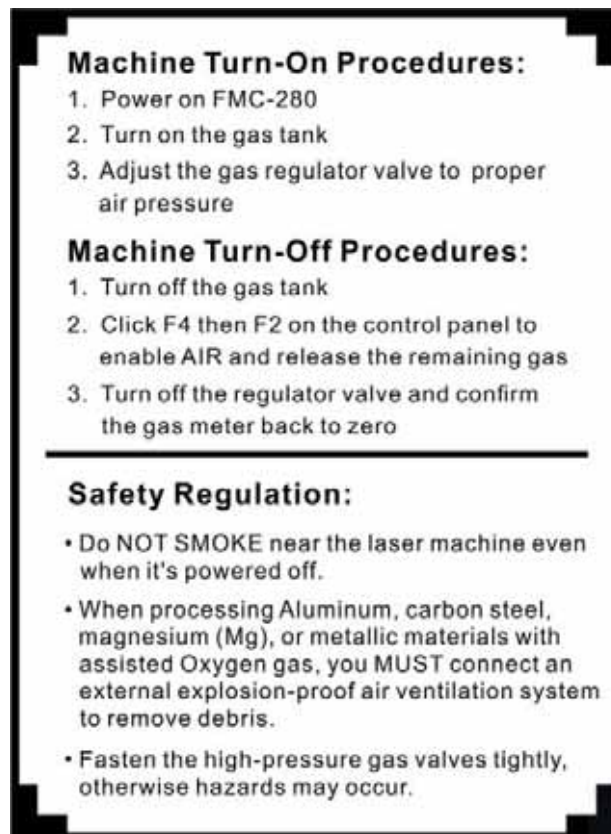 Machine Turn-On Procedures:
1. Power on FMC-280
2. Turn on the gas tank
3. Adjust the gas regulator valve to proper
air pressure
Machine Turn-Off Procedures:
1. Turn off the gas tank
2. Click F4 then F2 on the control panel to
enable AIR and release the remaining gas
3. Turn off the regulator valve and confirm
the gas meter back to zero
Safety Regulation:
• Do NOT SMOKE near the laser machine even
when it's powered off.
• When processing Aluminum, carbon steel,
magnesium (Mg), or metallic materials with
assisted Oxygen gas, you MUST connect an
external explosion-proof air ventilation system
to remove debris.
• Fasten the high-pressure gas valves tightly,
otherwise hazards may occur.